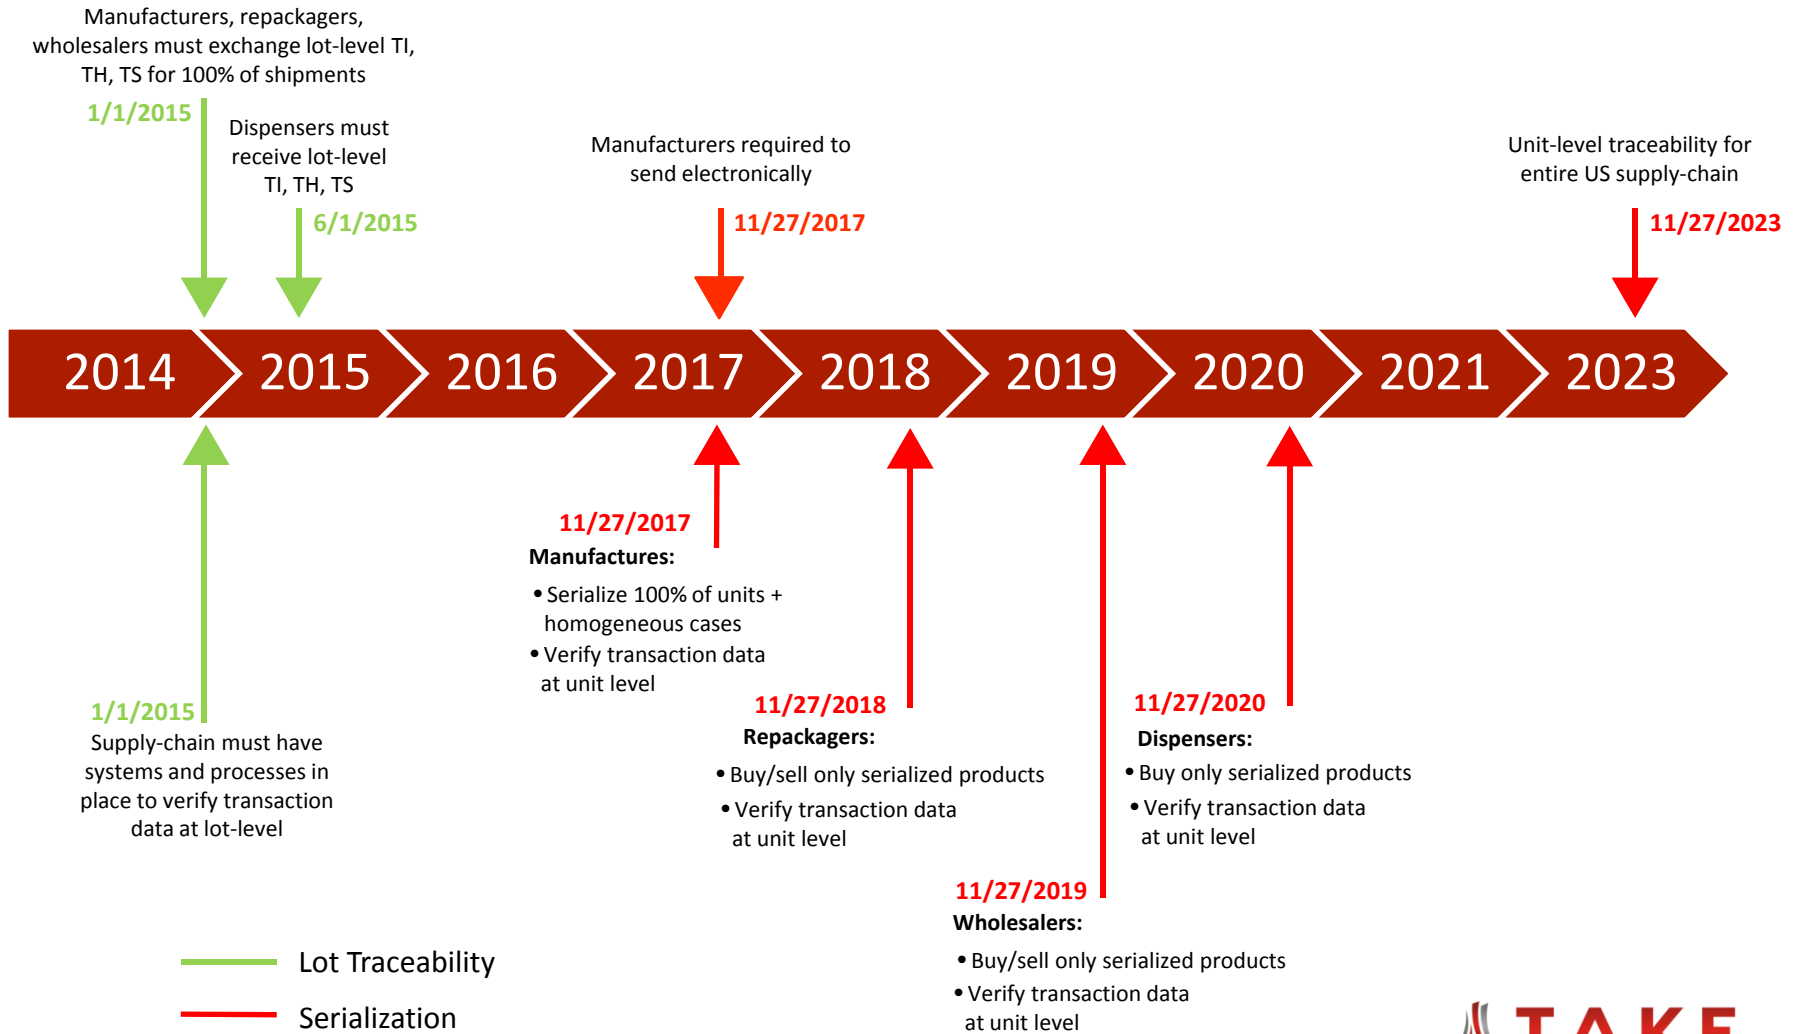 Manufacturers, repackagers,
wholesalers must exchange lot-level TI,
TH, TS for 100% of shipments
1/1/2015
Dispensers must
receive lot-level
TI, TH, TS
6/1/2015
Manufacturers required to
send electronically
11/27/2017
Unit-level traceability for
entire US supply-chain
11/27/2023
2014
2015
2016
2017
2018
2019
2020
2021
2023
1/1/2015
Supply-chain must have
systems and processes in
place to verify transaction
data at lot-level
11/27/2017
Manufactures:
• Serialize 100% of units +
homogeneous cases
• Verify transaction data
at unit level
11/27/2018
Repackagers:
• Buy/sell only serialized products
• Verify transaction data
at unit level
11/27/2019
Wholesalers:
• Buy/sell only serialized products
• Verify transaction data
at unit level
11/27/2020
Dispensers:
• Buy only serialized products
• Verify transaction data
at unit level
Lot Traceability
Serialization
TAKE